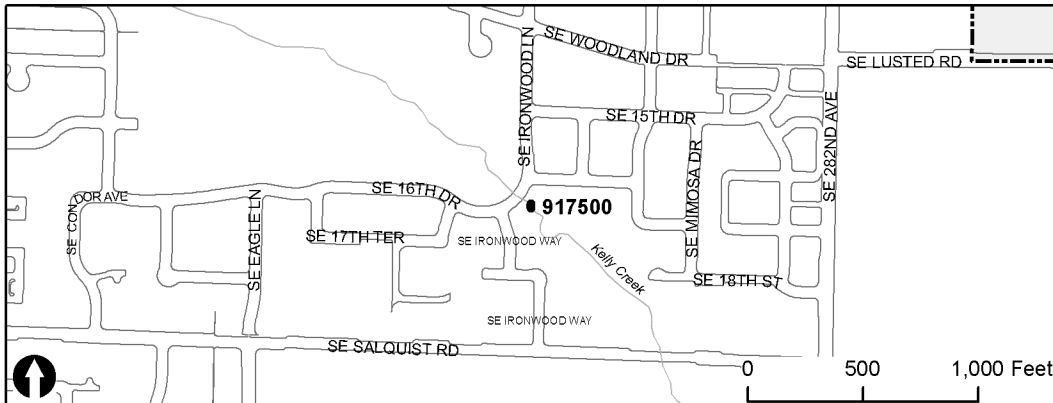 SE WOODLAND DR
SE LUSTED RD
SE IRONWOOD LN
SE 15TH DR
SE 282ND AVE
SE MIMOSA DR
SE 16TH DR
SE CONDOR AVE
SE EAGLE LN
917500
SE 17TH TER
SE IRONWOOD WAY
Kelly Creek
SE 18TH ST
SE IRONWOOD WAY
SE SALQUIST RD
0 500 1,000 Feet